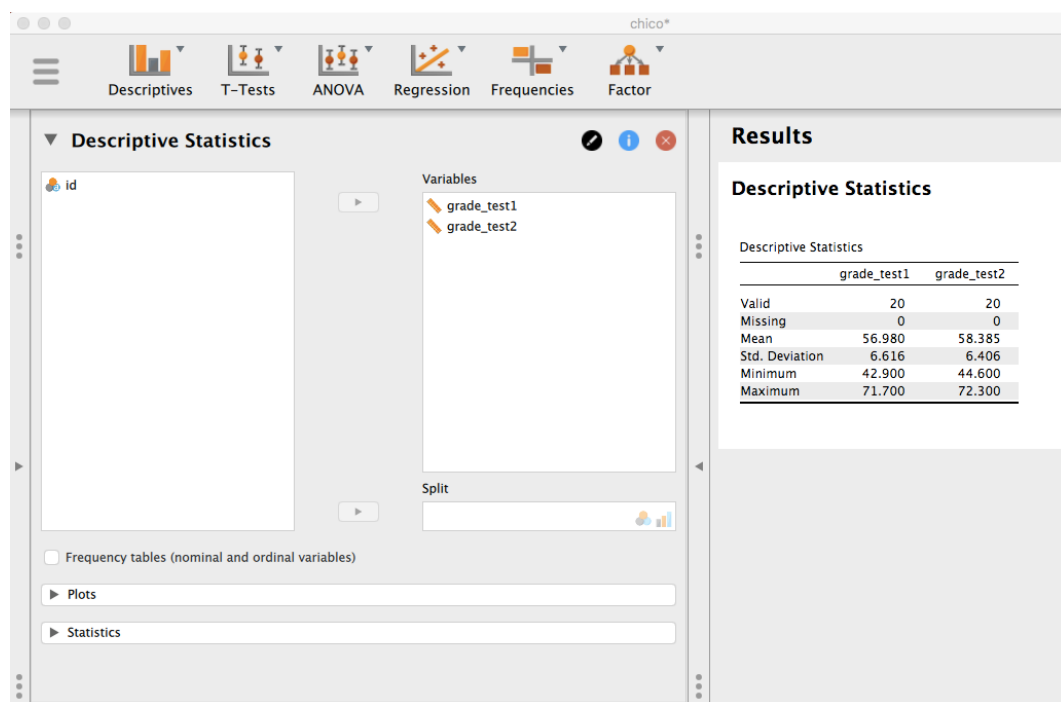 chico*
Descriptives T-Tests ANOVA Regression Frequencies Factor
Descriptive Statistics
id
Variables
grade_test1
grade_test2
Split
Frequency tables (nominal and ordinal variables)
Plots
Statistics
Results
Descriptive Statistics
Descriptive Statistics
grade_test1 grade_test2
Valid 20 20
Missing 0 0
Mean 56.980 58.385
Std. Deviation 6.616 6.406
Minimum 42.900 44.600
Maximum 71.700 72.300